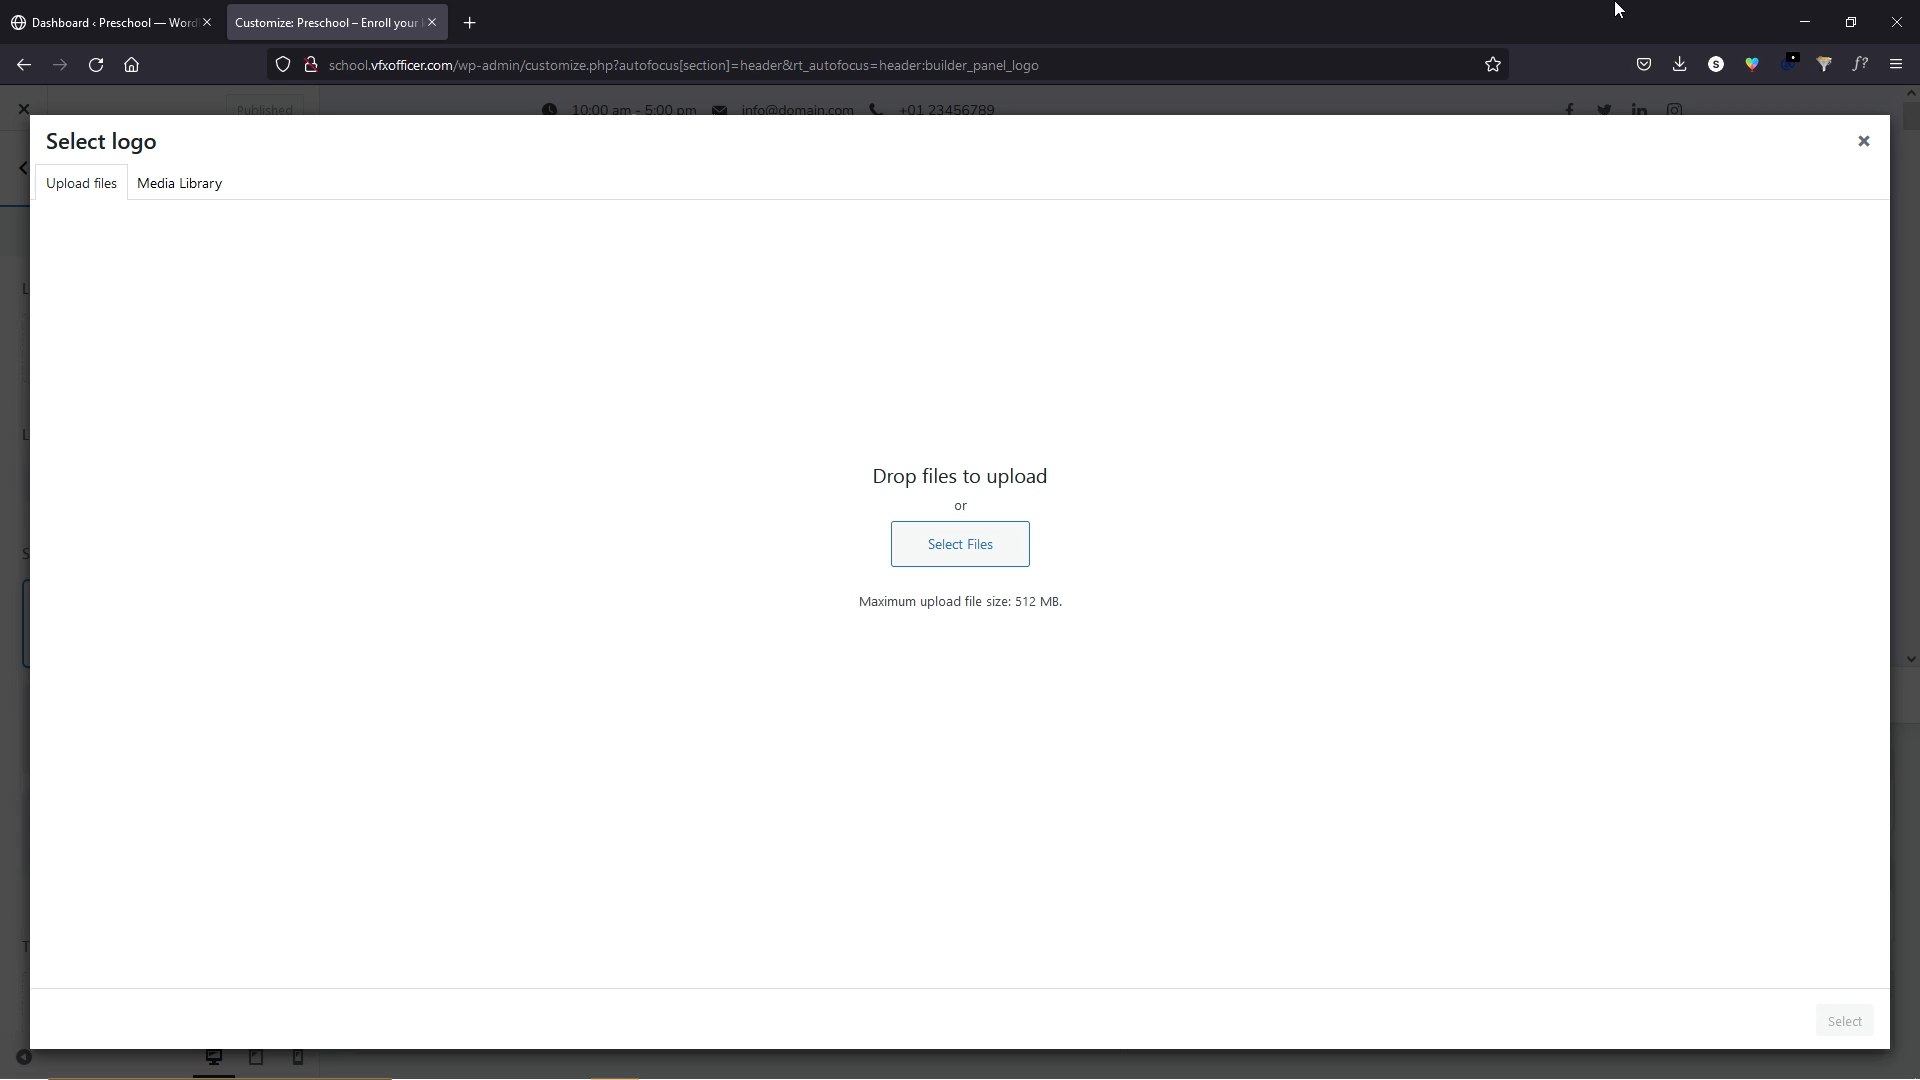 Dashboard ‹ Preschool — Word
Customize: Preschool – Enroll your
school.vfxofficer.com/wp-admin/customize.php?autofocus[section]=header&rt_autofocus=header:builder_panel_logo
Published
10:00 am - 5:00 pm
info@domain.com
+01 23456789
Select logo
Upload files
Media Library
Drop files to upload
or
Select Files
Maximum upload file size: 512 MB.
Select